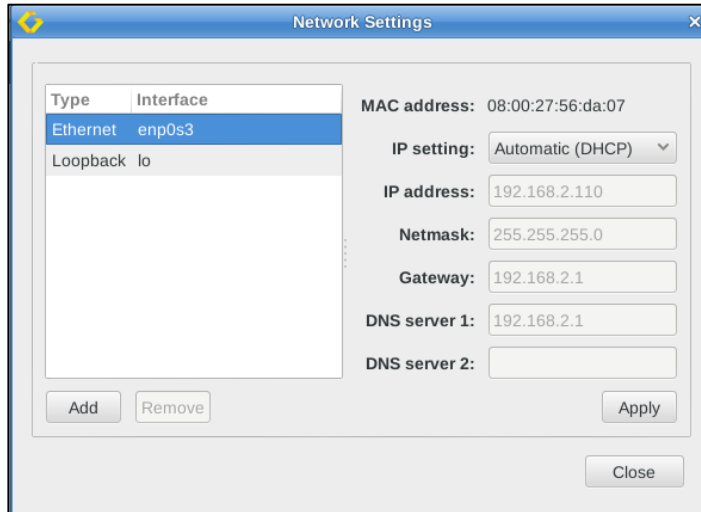 Network Settings
Type Interface
Ethernet enp0s3
Loopback lo
MAC address: 08:00:27:56:da:07
IP setting: Automatic (DHCP)
IP address: 192.168.2.110
Netmask: 255.255.255.0
Gateway: 192.168.2.1
DNS server 1: 192.168.2.1
DNS server 2:
Add Remove
Apply
Close